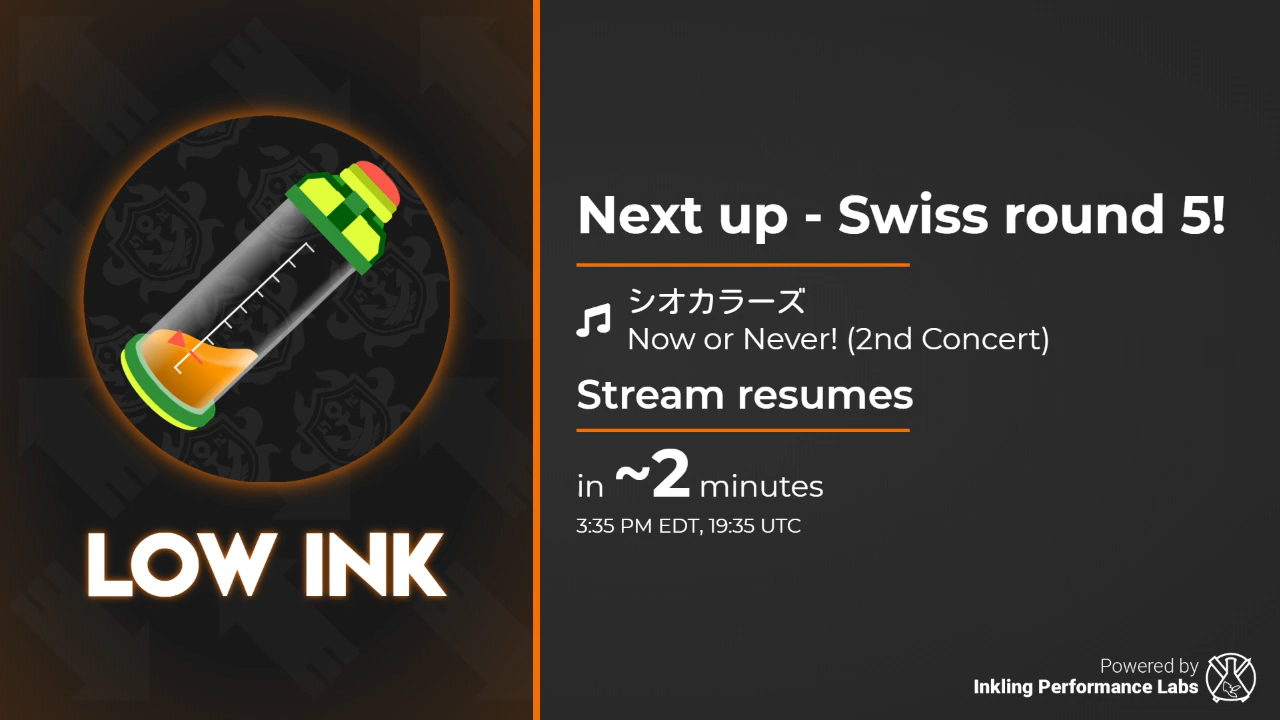 LOW INK
Next up - Swiss round 5!
シオカラーズ
Now or Never! (2nd Concert)
Stream resumes
in ~2 minutes
3:35 PM EDT, 19:35 UTC
Powered by
Inkling Performance Labs